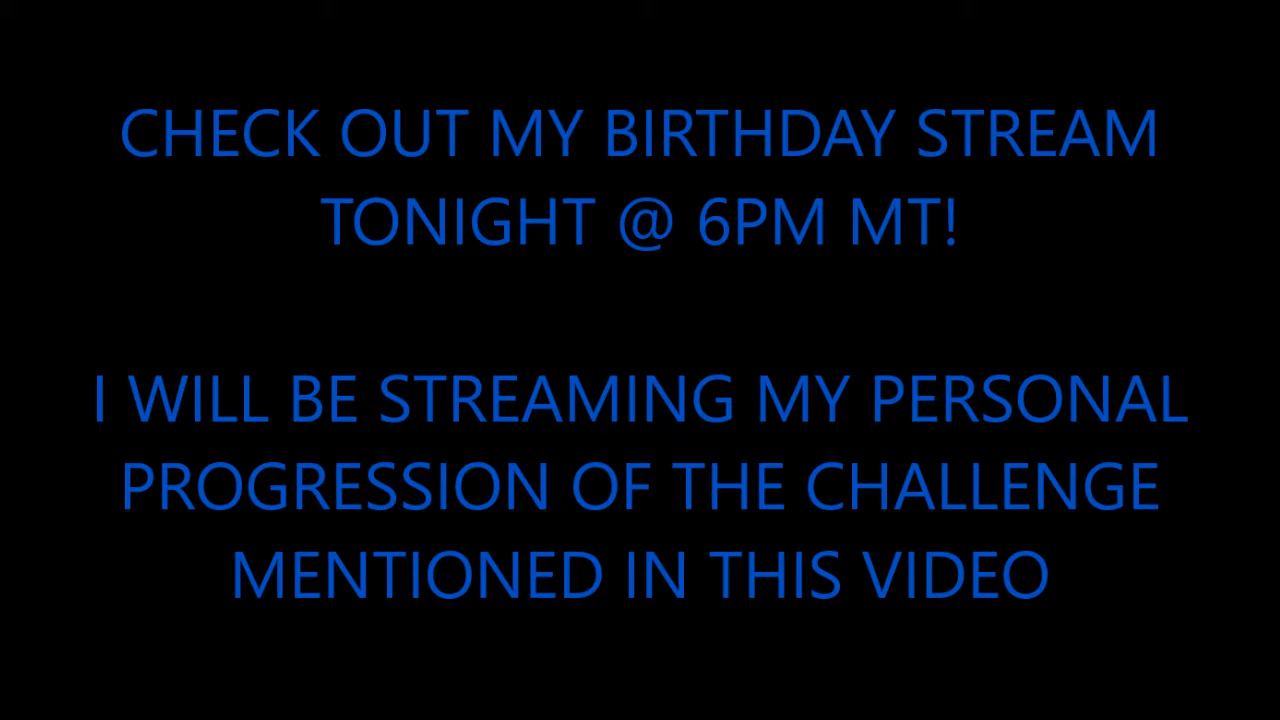 CHECK OUT MY BIRTHDAY STREAM
TONIGHT @ 6PM MT!
I WILL BE STREAMING MY PERSONAL
PROGRESSION OF THE CHALLENGE
MENTIONED IN THIS VIDEO